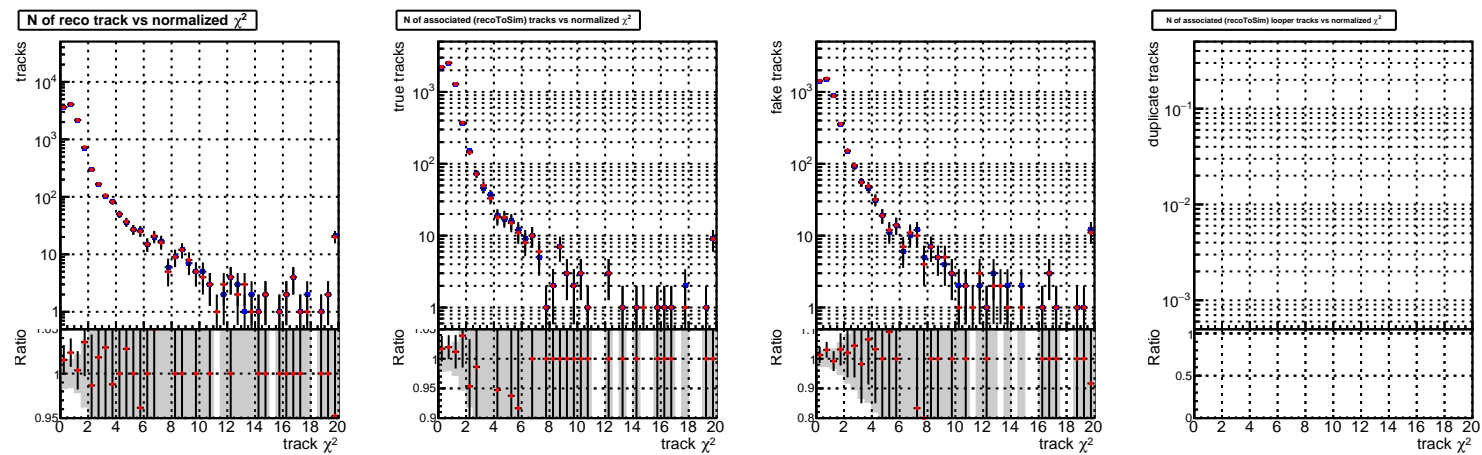 N of reco track vs normalized χ²
tracks
10⁴
10³
10²
10
1
1.05
Ratio
1
0.95
0 2 4 6 8 10 12 14 16 18 20
track χ²
N of associated (recoToSim) tracks vs normalized χ²
true tracks
10³
10²
10
1
1.05
Ratio
1
0.95
0.9
0 2 4 6 8 10 12 14 16 18 20
track χ²
fake tracks
10³
10²
10
1
1.1
Ratio
1
0.9
0.8
0 2 4 6 8 10 12 14 16 18 20
track χ²
N of associated (recoToSim) looper tracks vs normalized χ²
duplicate tracks
10⁻¹
10⁻²
10⁻³
Ratio
1
0.5
0
0 2 4 6 8 10 12 14 16 18 20
track χ²